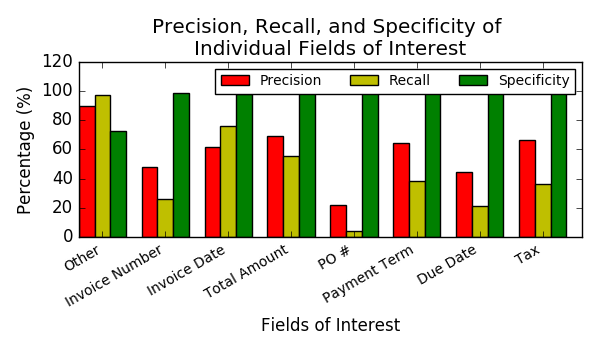 Precision, Recall, and Specificity of
Individual Fields of Interest
Precision Recall Specificity
Percentage (%)
120
100
80
60
40
20
0
Other
Invoice Number
Invoice Date
Total Amount
PO #
Payment Term
Due Date
Tax
Fields of Interest